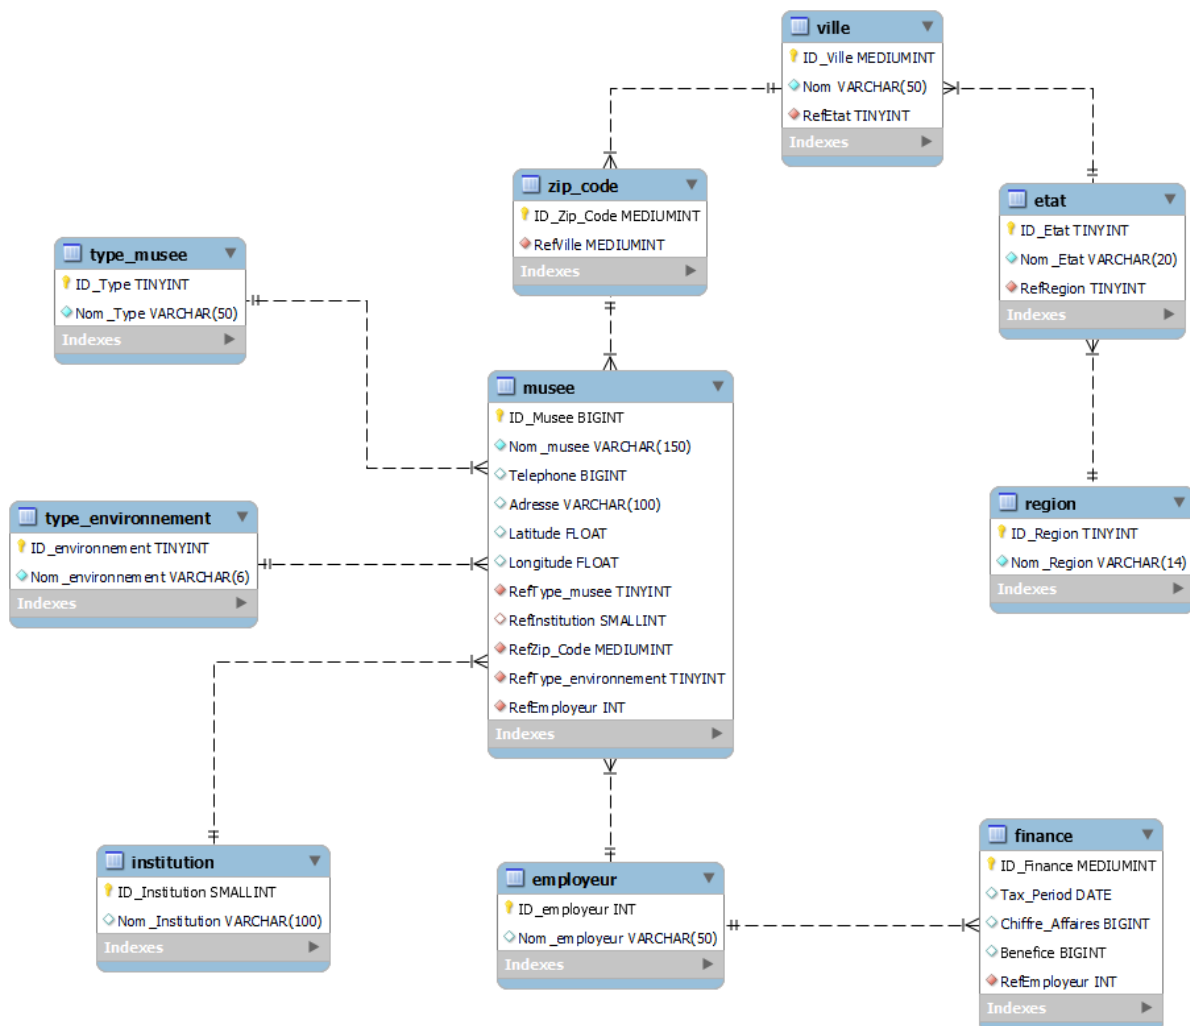 ville
ID_Ville MEDIUMINT
Nom VARCHAR(50)
RefEtat TINYINT
Indexes
zip_code
ID_Zip_Code MEDIUMINT
RefVille MEDIUMINT
Indexes
etat
ID_Etat TINYINT
Nom_Etat VARCHAR(20)
RefRegion TINYINT
Indexes
type_musee
ID_Type TINYINT
Nom_Type VARCHAR(50)
Indexes
musee
ID_Musee BIGINT
Nom_musee VARCHAR(150)
Telephone BIGINT
Adresse VARCHAR(100)
Latitude FLOAT
Longitude FLOAT
RefType_musee TINYINT
RefInstitution SMALLINT
RefZip_Code MEDIUMINT
RefType_environnement TINYINT
RefEmployeur INT
Indexes
type_environnement
ID_environnement TINYINT
Nom_environnement VARCHAR(6)
Indexes
region
ID_Region TINYINT
Nom_Region VARCHAR(14)
Indexes
institution
ID_Institution SMALLINT
Nom_Institution VARCHAR(100)
Indexes
employeur
ID_employeur INT
Nom_employeur VARCHAR(50)
Indexes
finance
ID_Finance MEDIUMINT
Tax_Period DATE
Chiffre_Affaires BIGINT
Benefice BIGINT
RefEmployeur INT
Indexes